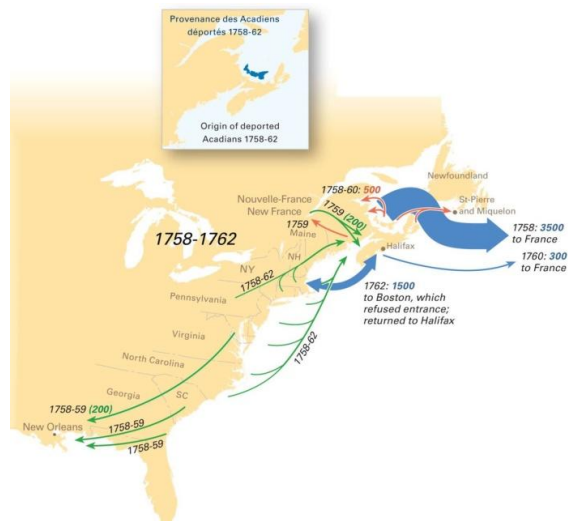 Provenance des Acadiens
déportés 1758-62
Origin of deported
Acadians 1758-62
Newfoundland
1758-60: 500
Nouvelle-France
New France
1759 (200)
St-Pierre
and Miquelon
1759
Maine
1758-1762
Halifax
1758: 3500
to France
1760: 300
to France
NY
NH
1758-62
1762: 1500
to Boston, which
refused entrance;
returned to Halifax
Pennsylvania
Virginia
1758-62
North Carolina
Georgia
SC
1758-59 (200)
New Orleans
1758-59
1758-59